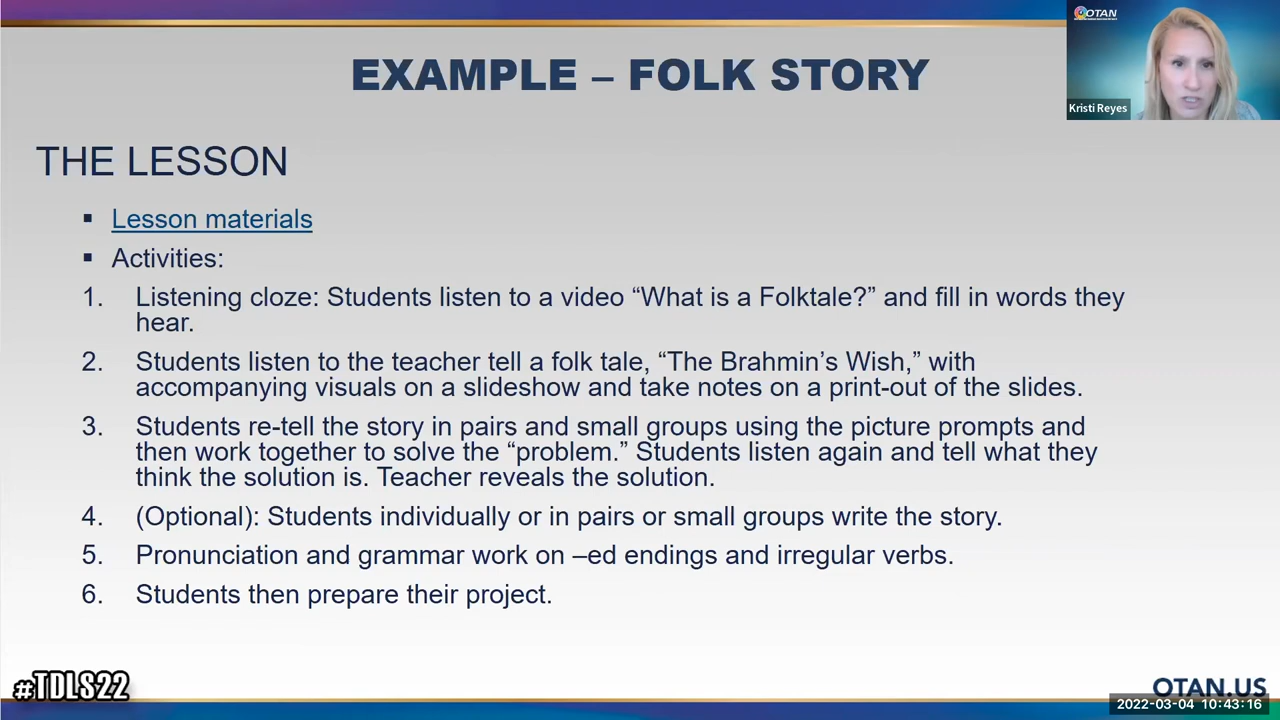 OTAN
Kristi Reyes
EXAMPLE – FOLK STORY
THE LESSON
▪ Lesson materials
▪ Activities:
1. Listening cloze: Students listen to a video “What is a Folktale?” and fill in words they
hear.
2. Students listen to the teacher tell a folk tale, “The Brahmin’s Wish,” with
accompanying visuals on a slideshow and take notes on a print-out of the slides.
3. Students re-tell the story in pairs and small groups using the picture prompts and
then work together to solve the “problem.” Students listen again and tell what they
think the solution is. Teacher reveals the solution.
4. (Optional): Students individually or in pairs or small groups write the story.
5. Pronunciation and grammar work on –ed endings and irregular verbs.
6. Students then prepare their project.
#TDLS22
OTAN.US
2022-03-04 10:43:16